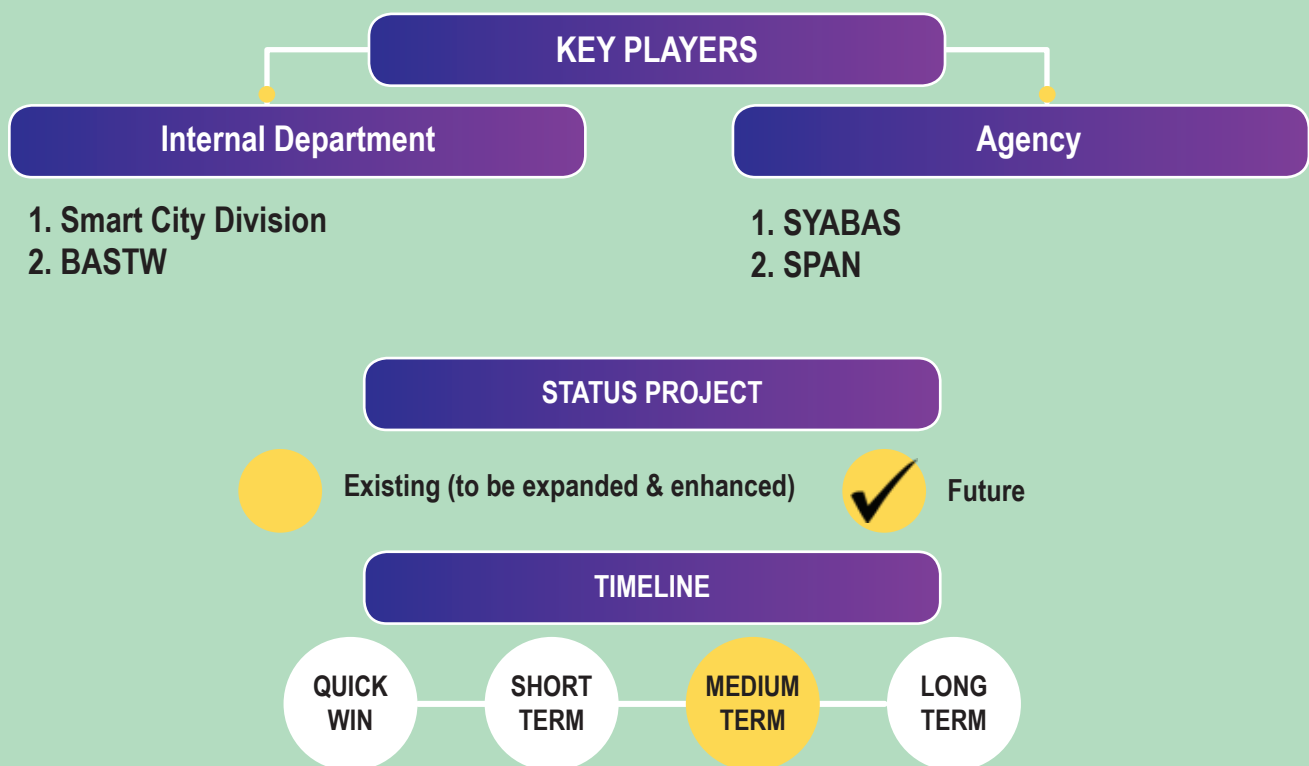 KEY PLAYERS
Internal Department
1. Smart City Division
2. BASTW
Agency
1. SYABAS
2. SPAN
STATUS PROJECT
Existing (to be expanded & enhanced)
Future
TIMELINE
QUICK
WIN
SHORT
TERM
MEDIUM
TERM
LONG
TERM